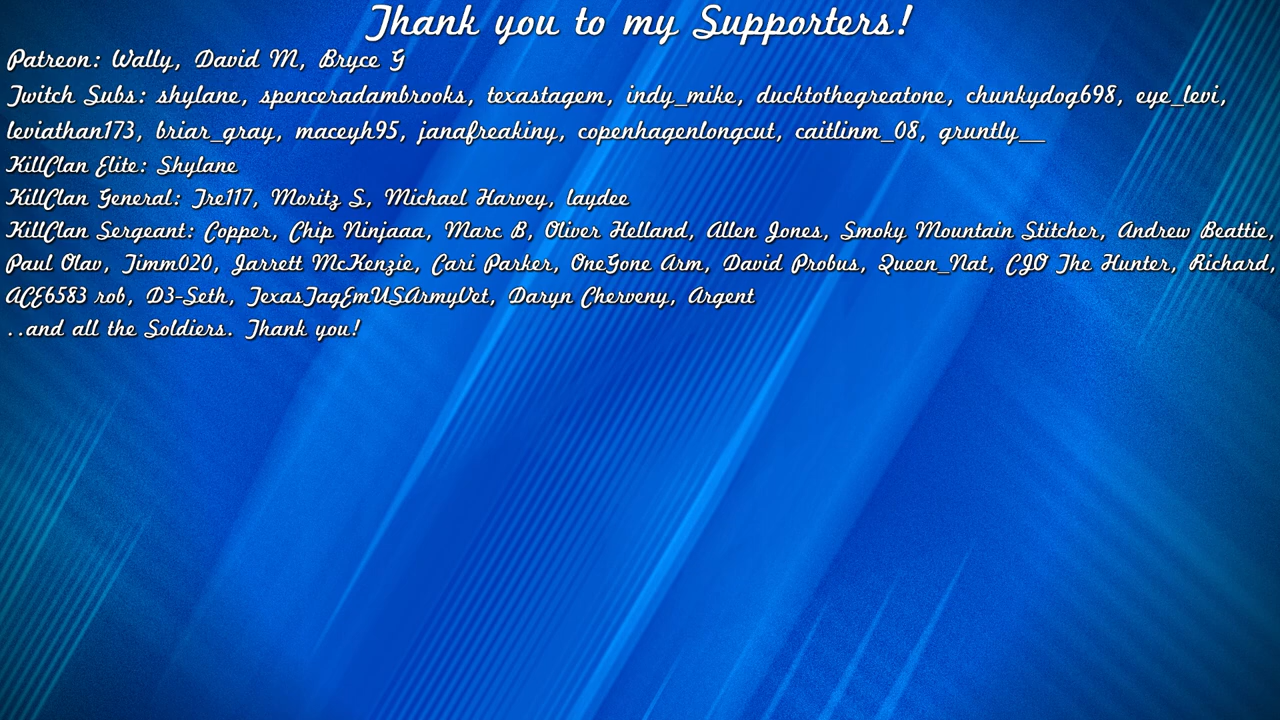 Thank you to my Supporters!
Patreon: Wally, David M, Bryce G
Twitch Subs: shylane, spenceradambrooks, texastagem, indy_mike, ducktothegreatone, chunkydog698, eye_levi,
leviathan173, briar_gray, maceyh95, janafreakiny, copenhagenlongcut, caitlinm_08, gruntly__
KillClan Elite: Shylane
KillClan General: Tre117, Moritz S, Michael Harvey, laydee
KillClan Sergeant: Copper, Chip Ninjaaa, Marc B, Oliver Helland, Allen Jones, Smoky Mountain Stitcher, Andrew Beattie,
Paul Olav, Timm020, Jarrett McKenzie, Cari Parker, OneGone Arm, David Probus, Queen_Nat, CJO The Hunter, Richard,
ACE6583 rob, D3-Seth, TexasTagEmUSArmyVet, Daryn Cherveny, Argent
..and all the Soldiers. Thank you!